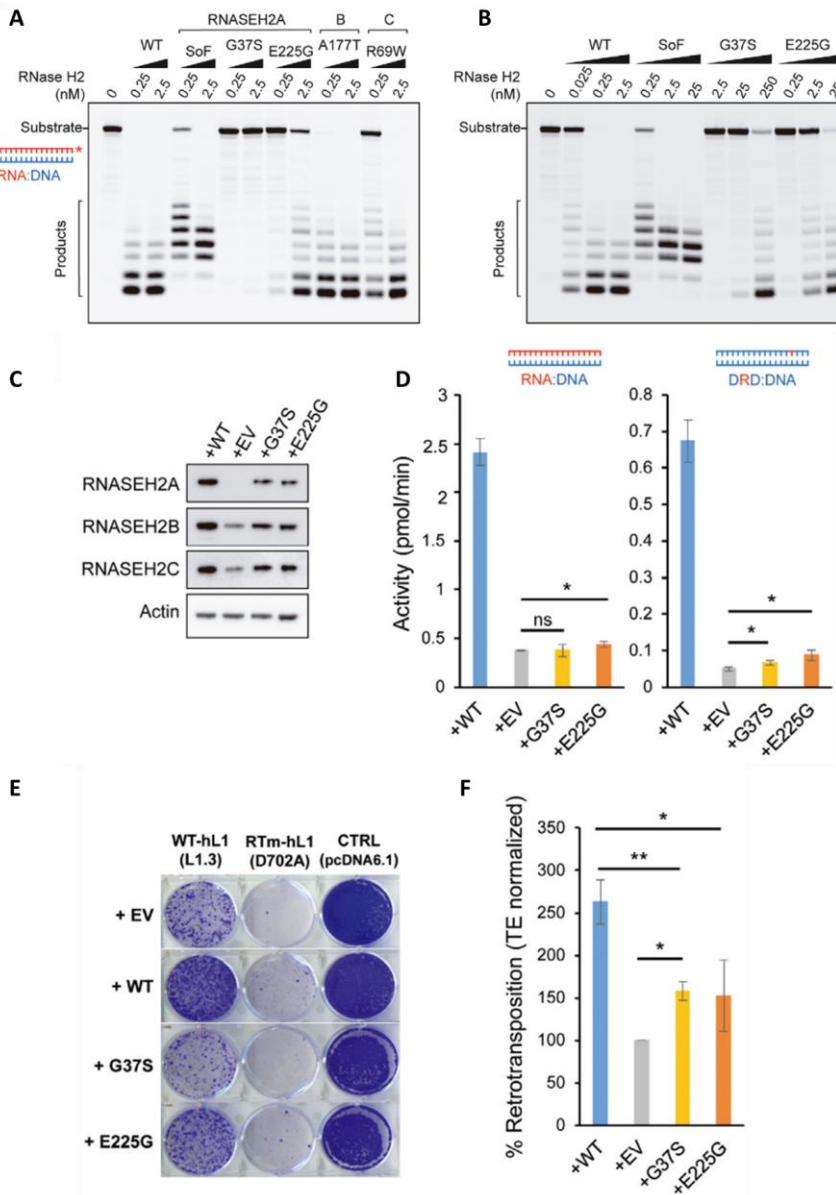 A
RNASEH2A B C
WT SoF G37S E225G A177T R69W
RNase H2
(nM)
0 0.25 2.5 0.25 2.5 0.25 2.5 0.25 2.5 0.25 2.5 0.25 2.5
Substrate
*
RNA:DNA
Products
B
WT SoF G37S E225G
RNase H2
(nM)
0 0.025 0.25 2.5 0.25 2.5 25 2.5 25 250 0.25 2.5
Substrate
Products
C
+WT +EV +G37S +E225G
RNASEH2A
RNASEH2B
RNASEH2C
Actin
D
RNA:DNA
Activity (pmol/min)
3
2.5
2
1.5
1
0.5
0
ns
*
+WT +EV +G37S +E225G
DRD:DNA
0.8
0.7
0.6
0.5
0.4
0.3
0.2
0.1
0
*
*
+WT +EV +G37S +E225G
E
WT-hL1 RTm-hL1 CTRL
(L1.3) (D702A) (pcDNA6.1)
+ EV
+ WT
+ G37S
+ E225G
F
% Retrotransposition (TE normalized)
350
300
250
200
150
100
50
0
*
**
*
+WT +EV +G37S +E225G